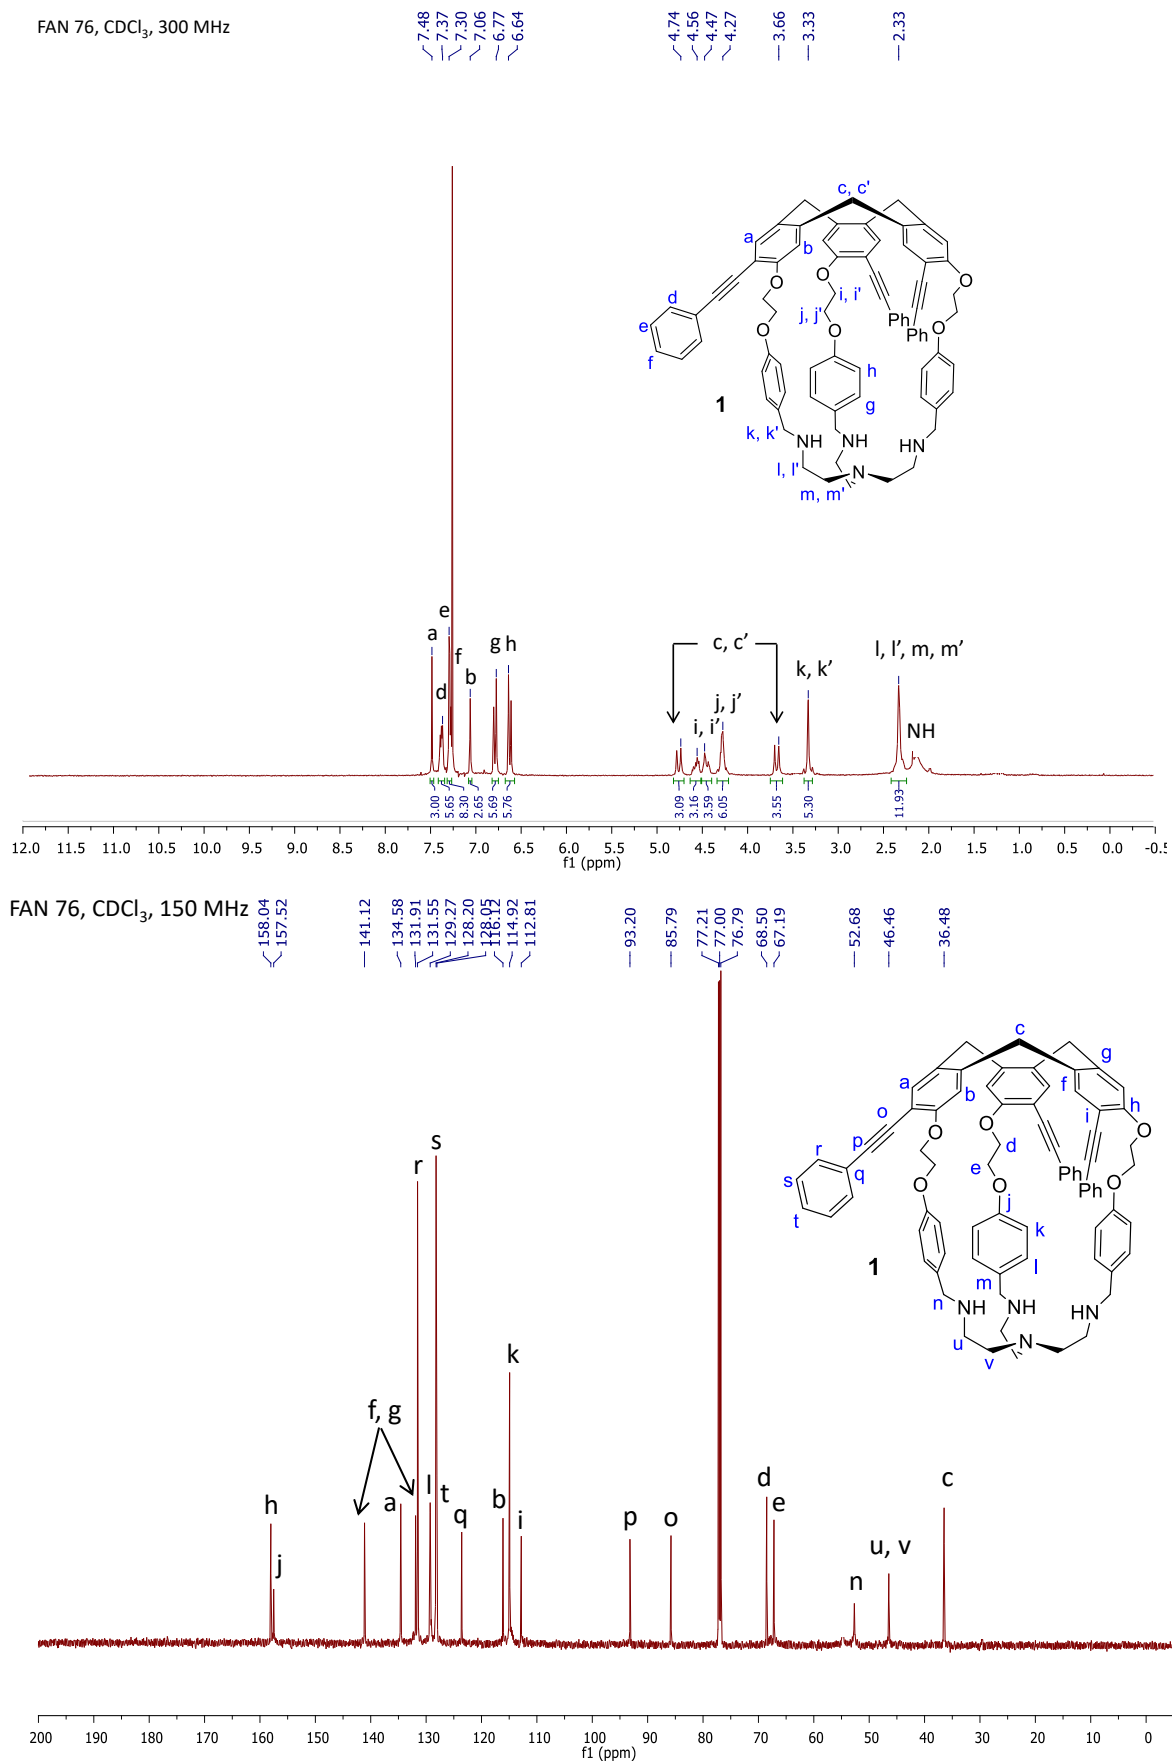 FAN 76, CDCl3, 300 MHz
7.48 7.37 7.30 7.06 6.77 6.64 4.74 4.56 4.47 4.27 3.66 3.33 2.33
c, c'
a
b
O
O
i, i'
d
j, j'
Ph
Ph
O
e
O
O
O
f
h
1
g
k, k'
NH
NH
HN
l, l'
N
m, m'
a
d
e
f
b
g
h
c, c'
i, i'
j, j'
k, k'
l, l', m, m'
NH
3.00 5.65 8.30 2.65 5.69 5.76 3.09 3.16 3.59 6.05 3.55 5.30 11.93
12.0 11.5 11.0 10.5 10.0 9.5 9.0 8.5 8.0 7.5 7.0 6.5 6.0 5.5 5.0 4.5 4.0 3.5 3.0 2.5 2.0 1.5 1.0 0.5 0.0 -0.5
f1 (ppm)
FAN 76, CDCl3, 150 MHz
158.04 157.52 141.12 134.58 131.91 131.55 129.27 128.20 128.05 116.12 114.92 112.81 93.20 85.79 77.21 77.00 76.79 68.50 67.19 52.68 46.46 36.48
c
g
a
b
f
h
o
i
p
O
O
O
r
d
s
q
e
Ph
Ph
O
t
O
O
j
k
1
l
m
n
NH
NH
HN
u
N
v
h
j
f, g
a
r
l
s
t
q
b
k
i
p
o
d
e
n
u, v
c
200 190 180 170 160 150 140 130 120 110 100 90 80 70 60 50 40 30 20 10 0
f1 (ppm)